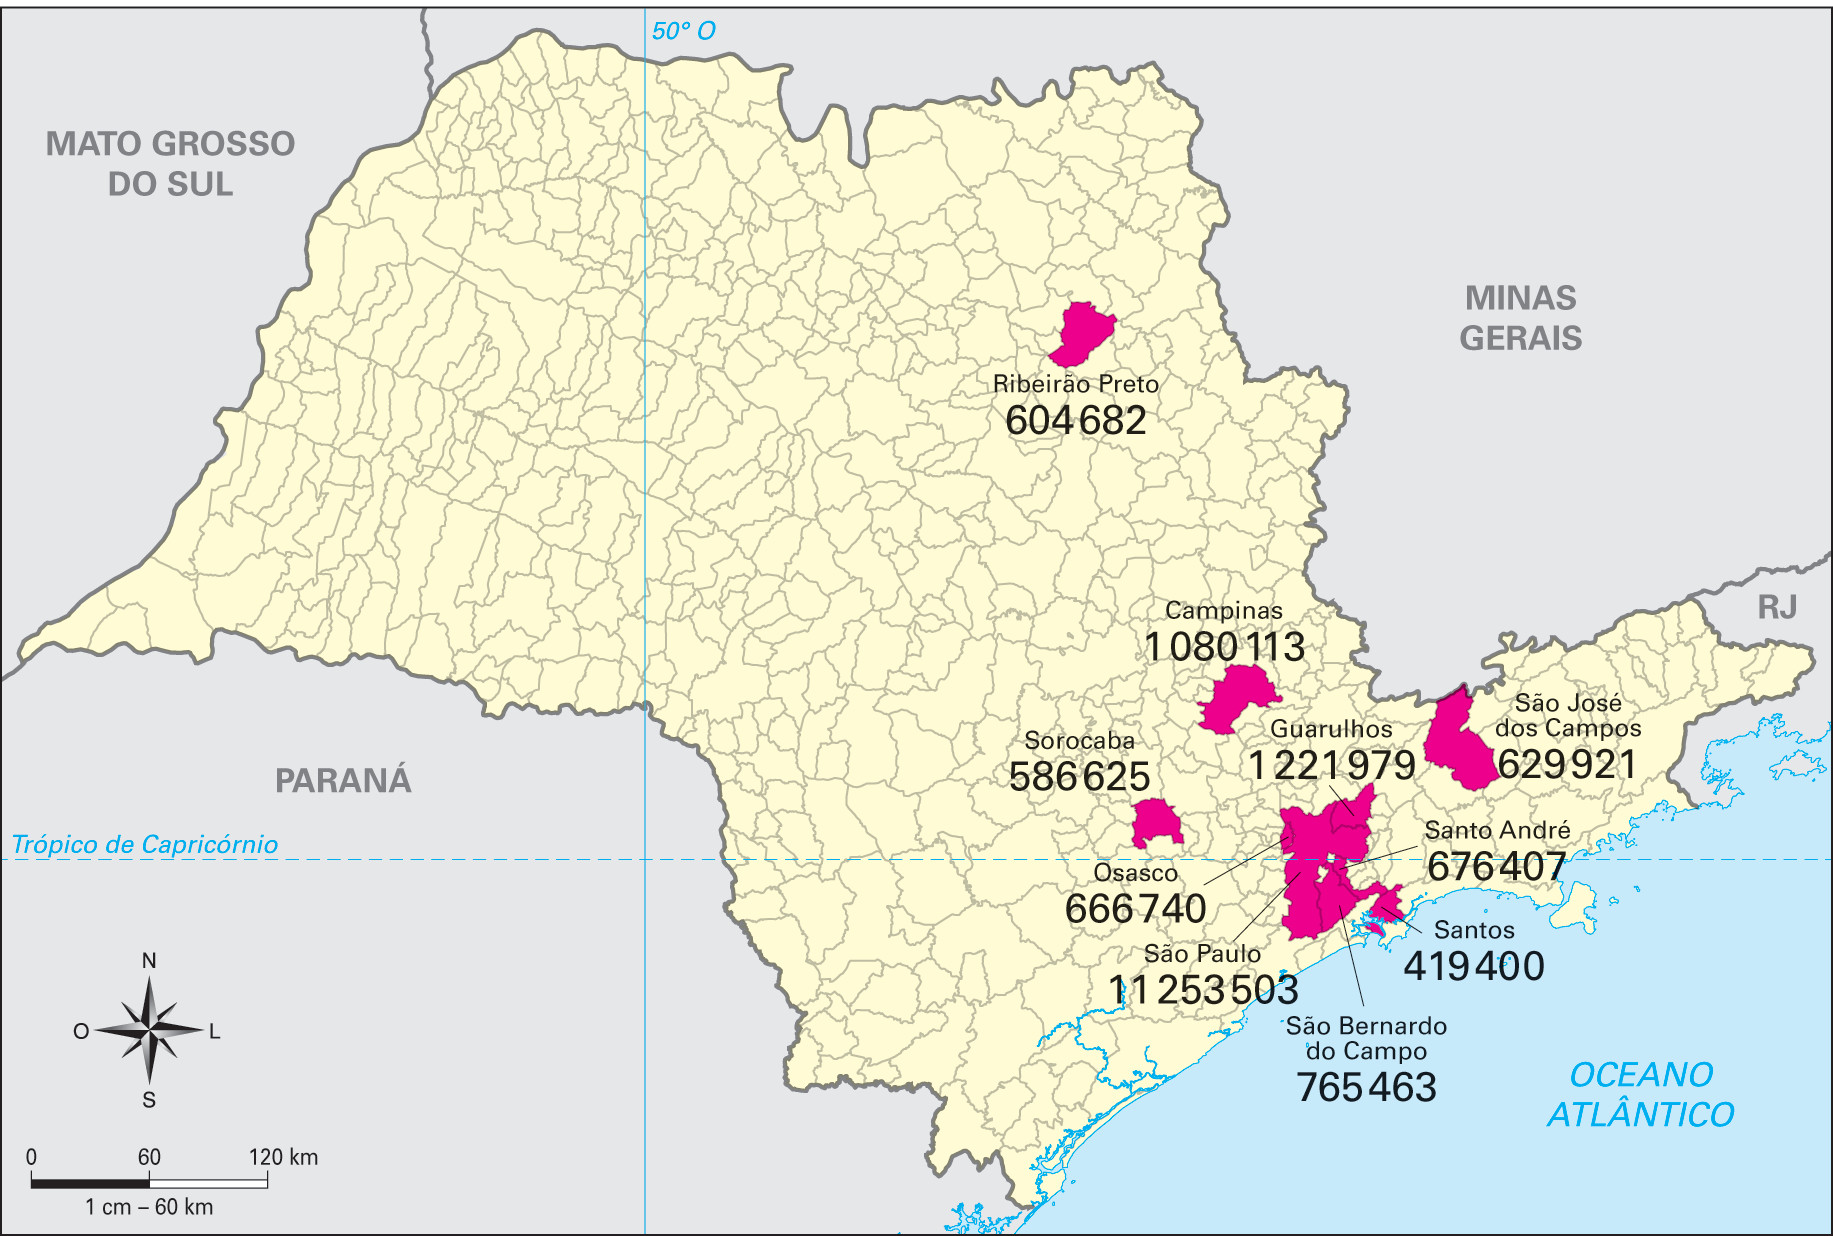 50° O
MATO GROSSO
DO SUL
MINAS
GERAIS
Ribeirão Preto
604 682
Campinas
1 080 113
RJ
São José
dos Campos
629 921
Guarulhos
1 221 979
Sorocaba
586 625
PARANÁ
Trópico de Capricórnio
Santo André
676 407
Osasco
666 740
Santos
419 400
São Paulo
11 253 503
São Bernardo
do Campo
765 463
OCEANO
ATLÂNTICO
N
O
L
S
0 60 120 km
1 cm – 60 km